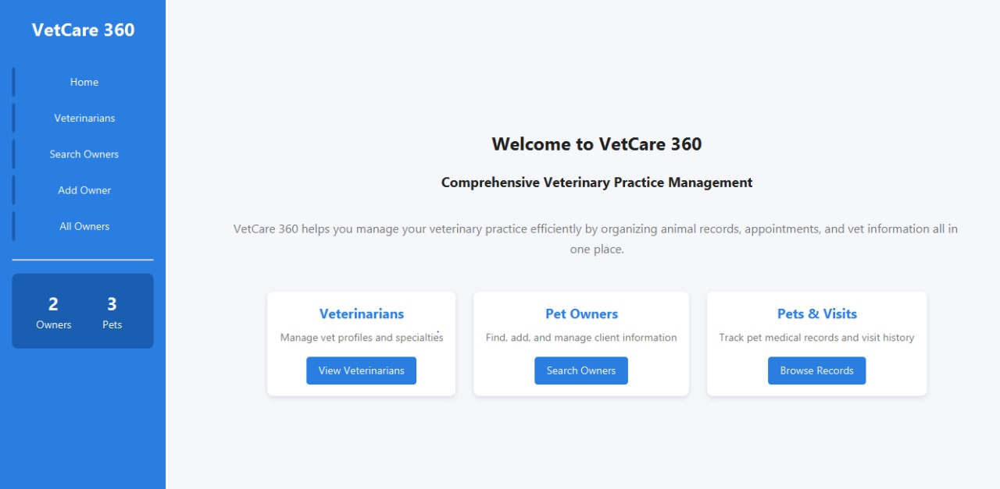 VetCare 360
Home
Veterinarians
Search Owners
Add Owner
All Owners
2
Owners
3
Pets
Welcome to VetCare 360
Comprehensive Veterinary Practice Management
VetCare 360 helps you manage your veterinary practice efficiently by organizing animal records, appointments, and vet information all in
one place.
Veterinarians
Manage vet profiles and specialties
View Veterinarians
Pet Owners
Find, add, and manage client information
Search Owners
Pets & Visits
Track pet medical records and visit history
Browse Records